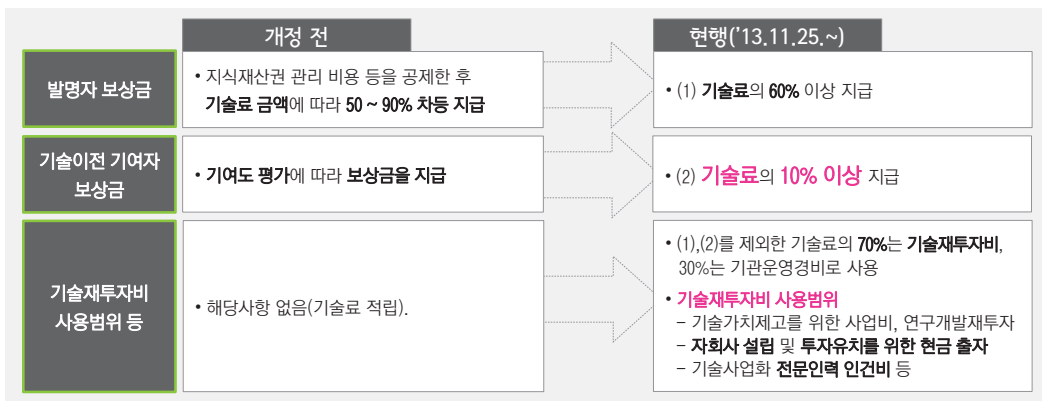 개정 전
현행('13.11.25.~)
발명자 보상금
• 지식재산권 관리 비용 등을 공제한 후
기술료 금액에 따라 50 ~ 90% 차등 지급
• (1) 기술료의 60% 이상 지급
기술이전 기여자
보상금
• 기여도 평가에 따라 보상금을 지급
• (2) 기술료의 10% 이상 지급
기술재투자비
사용범위 등
• 해당사항 없음(기술료 적립).
• (1),(2)를 제외한 기술료의 70%는 기술재투자비,
30%는 기관운영경비로 사용
• 기술재투자비 사용범위
– 기술가치제고를 위한 사업비, 연구개발재투자
– 자회사 설립 및 투자유치를 위한 현금 출자
– 기술사업화 전문인력 인건비 등